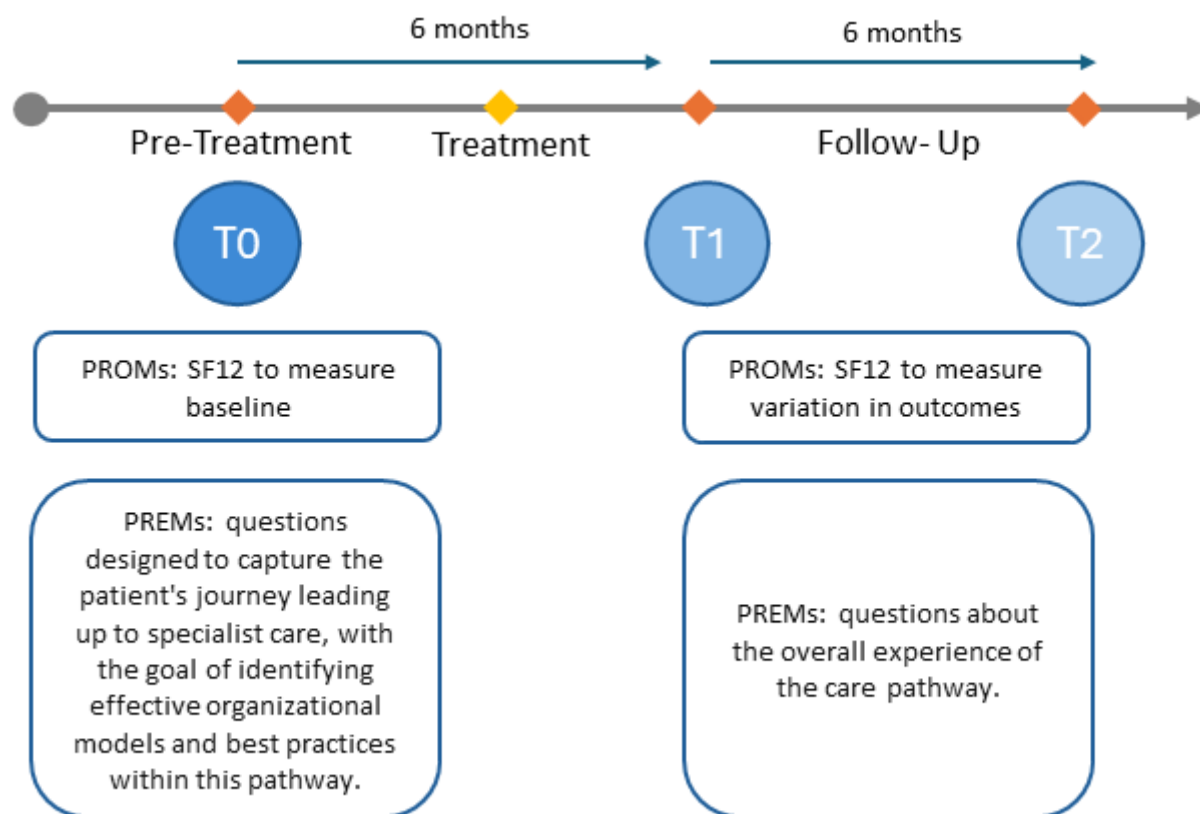 6 months
6 months
Pre-Treatment
Treatment
Follow- Up
T0
T1
T2
PROMs: SF12 to measure
baseline
PROMs: SF12 to measure
variation in outcomes
PREMs: questions
designed to capture the
patient's journey leading
up to specialist care, with
the goal of identifying
effective organizational
models and best practices
within this pathway.
PREMs: questions about
the overall experience of
the care pathway.